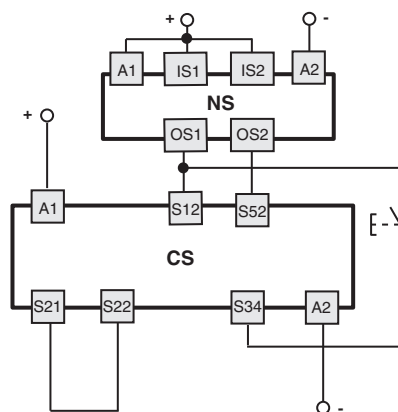 + -
A1 IS1 IS2 A2
NS
OS1 OS2
+
A1 S12 S52
CS
S21 S22 S34 A2
-